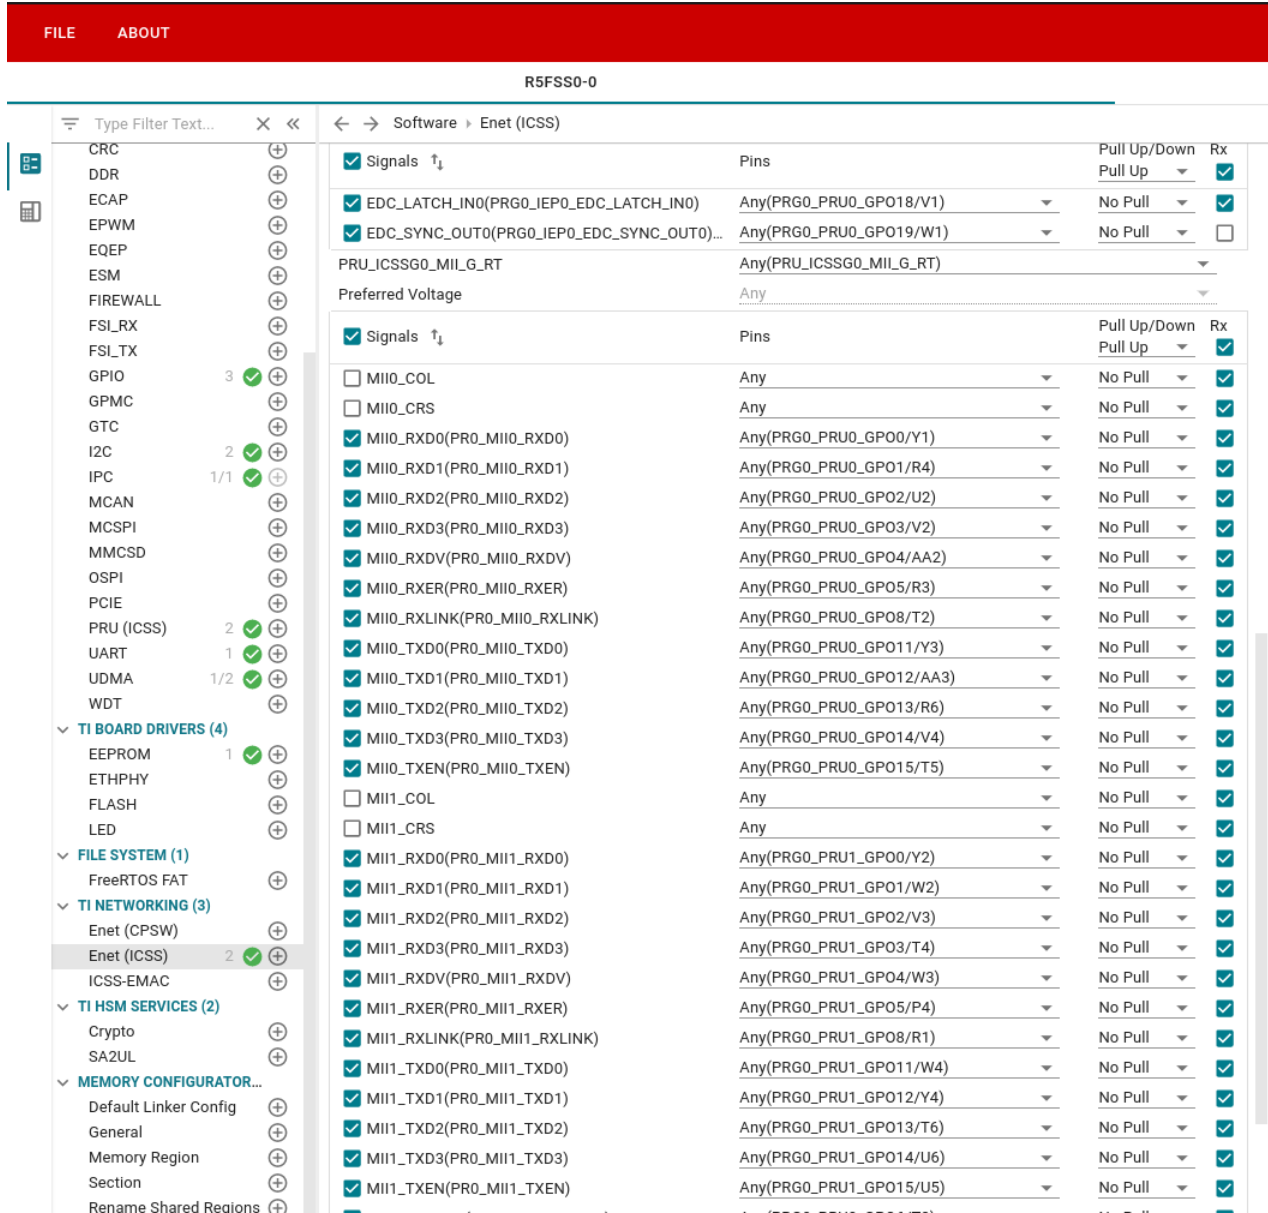 FILE ABOUT
R5FSS0-0
Type Filter Text...
CRC
DDR
ECAP
EPWM
EQEP
ESM
FIREWALL
FSI_RX
FSI_TX
GPIO 3
GPMC
GTC
I2C 2
IPC 1/1
MCAN
MCSPI
MMCSD
OSPI
PCIE
PRU (ICSS) 2
UART 1
UDMA 1/2
WDT
TI BOARD DRIVERS (4)
EEPROM 1
ETHPHY
FLASH
LED
FILE SYSTEM (1)
FreeRTOS FAT
TI NETWORKING (3)
Enet (CPSW)
Enet (ICSS) 2
ICSS-EMAC
TI HSM SERVICES (2)
Crypto
SA2UL
MEMORY CONFIGURATOR...
Default Linker Config
General
Memory Region
Section
Rename Shared Regions
Software Enet (ICSS)
Signals Pins Pull Up/Down Rx
Pull Up
EDC_LATCH_IN0(PRG0_IEP0_EDC_LATCH_IN0) Any(PRG0_PRU0_GPO18/V1) No Pull
EDC_SYNC_OUT0(PRG0_IEP0_EDC_SYNC_OUT0)... Any(PRG0_PRU0_GPO19/W1) No Pull
PRU_ICSSG0_MII_G_RT Any(PRU_ICSSG0_MII_G_RT)
Preferred Voltage Any
Signals Pins Pull Up/Down Rx
Pull Up
MII0_COL Any No Pull
MII0_CRS Any No Pull
MII0_RXD0(PR0_MII0_RXD0) Any(PRG0_PRU0_GPO0/Y1) No Pull
MII0_RXD1(PR0_MII0_RXD1) Any(PRG0_PRU0_GPO1/R4) No Pull
MII0_RXD2(PR0_MII0_RXD2) Any(PRG0_PRU0_GPO2/U2) No Pull
MII0_RXD3(PR0_MII0_RXD3) Any(PRG0_PRU0_GPO3/V2) No Pull
MII0_RXDV(PR0_MII0_RXDV) Any(PRG0_PRU0_GPO4/AA2) No Pull
MII0_RXER(PR0_MII0_RXER) Any(PRG0_PRU0_GPO5/R3) No Pull
MII0_RXLINK(PR0_MII0_RXLINK) Any(PRG0_PRU0_GPO8/T2) No Pull
MII0_TXD0(PR0_MII0_TXD0) Any(PRG0_PRU0_GPO11/Y3) No Pull
MII0_TXD1(PR0_MII0_TXD1) Any(PRG0_PRU0_GPO12/AA3) No Pull
MII0_TXD2(PR0_MII0_TXD2) Any(PRG0_PRU0_GPO13/R6) No Pull
MII0_TXD3(PR0_MII0_TXD3) Any(PRG0_PRU0_GPO14/V4) No Pull
MII0_TXEN(PR0_MII0_TXEN) Any(PRG0_PRU0_GPO15/T5) No Pull
MII1_COL Any No Pull
MII1_CRS Any No Pull
MII1_RXD0(PR0_MII1_RXD0) Any(PRG0_PRU1_GPO0/Y2) No Pull
MII1_RXD1(PR0_MII1_RXD1) Any(PRG0_PRU1_GPO1/W2) No Pull
MII1_RXD2(PR0_MII1_RXD2) Any(PRG0_PRU1_GPO2/V3) No Pull
MII1_RXD3(PR0_MII1_RXD3) Any(PRG0_PRU1_GPO3/T4) No Pull
MII1_RXDV(PR0_MII1_RXDV) Any(PRG0_PRU1_GPO4/W3) No Pull
MII1_RXER(PR0_MII1_RXER) Any(PRG0_PRU1_GPO5/P4) No Pull
MII1_RXLINK(PR0_MII1_RXLINK) Any(PRG0_PRU1_GPO8/R1) No Pull
MII1_TXD0(PR0_MII1_TXD0) Any(PRG0_PRU1_GPO11/W4) No Pull
MII1_TXD1(PR0_MII1_TXD1) Any(PRG0_PRU1_GPO12/Y4) No Pull
MII1_TXD2(PR0_MII1_TXD2) Any(PRG0_PRU1_GPO13/T6) No Pull
MII1_TXD3(PR0_MII1_TXD3) Any(PRG0_PRU1_GPO14/U6) No Pull
MII1_TXEN(PR0_MII1_TXEN) Any(PRG0_PRU1_GPO15/U5) No Pull